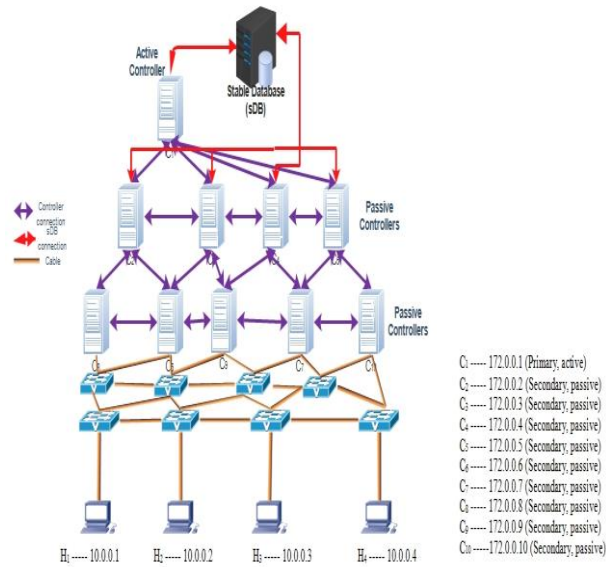 Active
Controller
Stable Database
(sDB)
Controller
connection
sDB
connection
Cable
Passive
Controllers
Passive
Controllers
C₈
C₇
C₁ ----- 172.0.0.1 (Primary, active)
C₂ ----- 172.0.0.2 (Secondary, passive)
C₃ ----- 172.0.0.3 (Secondary, passive)
C₄ ----- 172.0.0.4 (Secondary, passive)
C₅ ----- 172.0.0.5 (Secondary, passive)
C₆ ----- 172.0.0.6 (Secondary, passive)
C₇ ----- 172.0.0.7 (Secondary, passive)
C₈ ----- 172.0.0.8 (Secondary, passive)
C₉ ----- 172.0.0.9 (Secondary, passive)
C₁₀ -----172.0.0.10 (Secondary, passive)
H₁ ----- 10.0.0.1
H₂ ----- 10.0.0.2
H₃ ----- 10.0.0.3
H₄ ----- 10.0.0.4